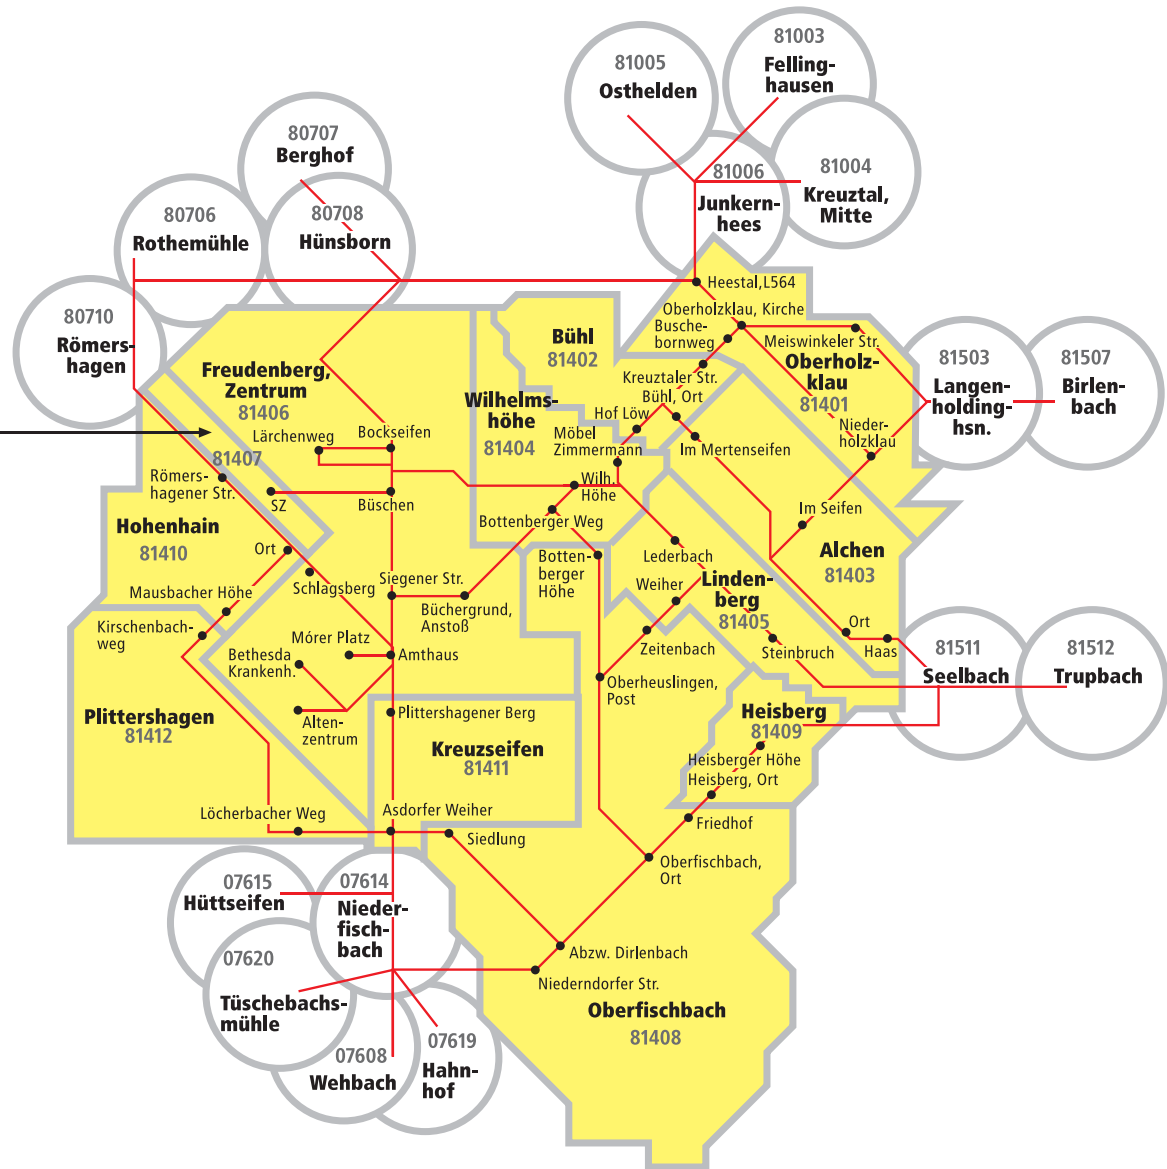 81003
Felling-
hausen
81005
Osthelden
81006
Junkern-
hees
81004
Kreuztal,
Mitte
80707
Berghof
80708
Hünsborn
80706
Rothemühle
80710
Römers-
hagen
Heestal,L564
Oberholzklau, Kirche
Busche-
bornweg
Meiswinkeler Str.
Oberholz-
klau
81401
Bühl
81402
Kreuztaler Str.
Bühl, Ort
Hof Löw
Möbel
Zimmermann
Im Mertenseifen
Nieder-
holzklau
81503
Langen-
holdingh-
hsn.
81507
Birlen-
bach
Freudenberg,
Zentrum
81406
Lärchenweg
Bockseifen
81407
Römers-
hagener Str.
SZ
Büschen
Wilhelms-
höhe
81404
Wilh.
Höhe
Bottenberger Weg
Im Seifen
Alchen
81403
Hohenhain
81410
Ort
Schlagsberg
Mausbacher Höhe
Kirschenbach-
weg
Siegener Str.
Büchergrund,
Anstoß
Botten-
berger
Höhe
Lederbach
Weiher
Linden-
berg
81405
Zeitenbach
Steinbruch
Ort
Haas
81511
Seelbach
81512
Trupbach
Mórer Platz
Amthaus
Bethesda
Krankenh.
Alten-
zentrum
Plittershagen
81412
Plittershagener Berg
Kreuzseifen
81411
Oberheuslingen,
Post
Heisberg
81409
Heisberger Höhe
Heisberg, Ort
Friedhof
Löcherbacher Weg
Asdorfer Weiher
Siedlung
Oberfischbach,
Ort
Abzw. Dirlenbach
Niederndorfer Str.
Oberfischbach
81408
07615
Hüttseifen
07614
Nieder-
fisch-
bach
07620
Tüschebachs-
mühle
07608
Wehbach
07619
Hahn-
hof